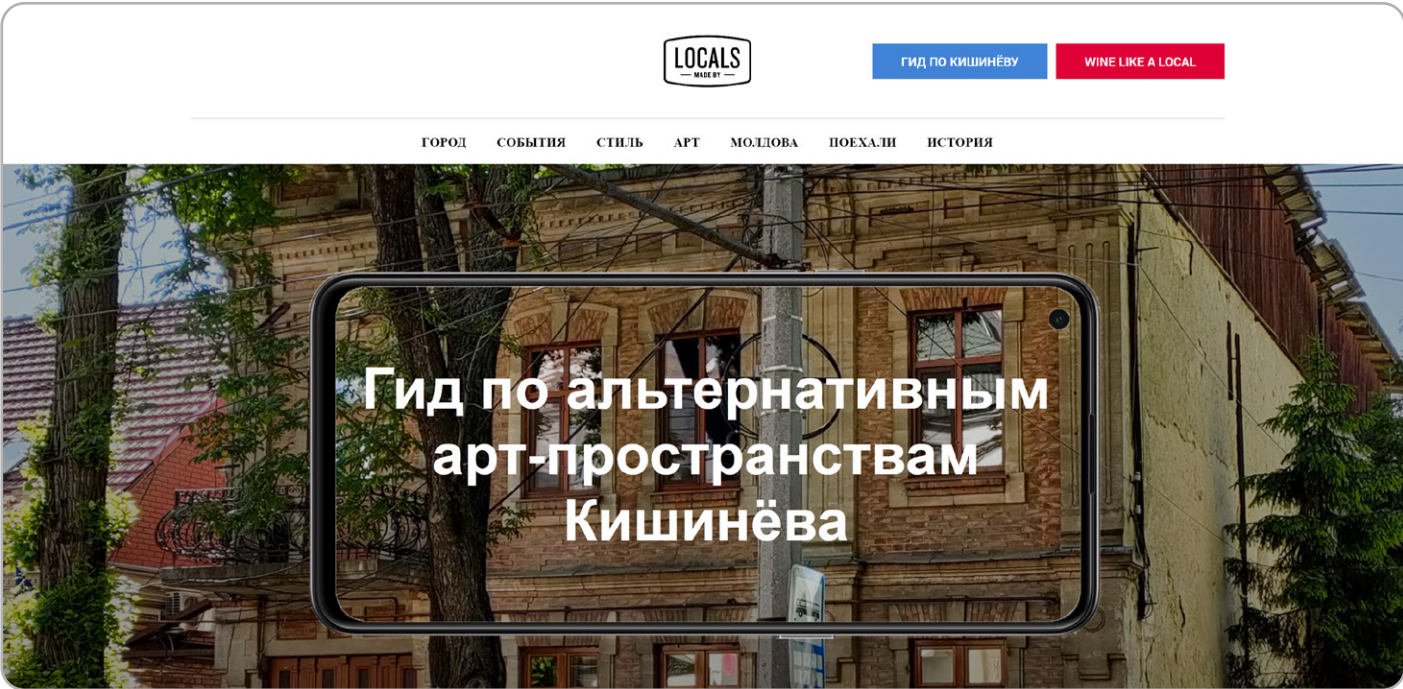 LOCALS
MADE BY
ГИД ПО КИШИНЁВУ
WINE LIKE A LOCAL
ГОРОД СОБЫТИЯ СТИЛЬ АРТ МОЛДОВА ПОЕХАЛИ ИСТОРИЯ
Гид по альтернативным
арт-пространствам
Кишинёва